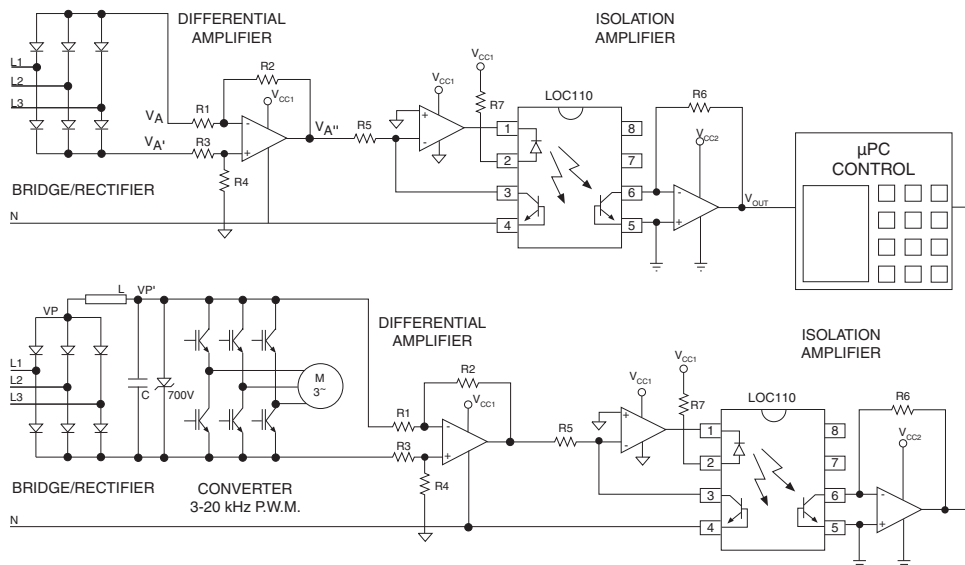 DIFFERENTIAL
AMPLIFIER
ISOLATION
AMPLIFIER
L1
L2
L3
R2
VCC1
VCC1
VCC1
R7
LOC110
R6
VA
R1
-
+
VA'
R3
R4
VA"
R5
+
-
1
2
3
4
8
7
6
5
VCC2
-
+
VOUT
µPC
CONTROL
BRIDGE/RECTIFIER
N
L
VP'
VP
L1
L2
L3
C
700V
M
3~
DIFFERENTIAL
AMPLIFIER
ISOLATION
AMPLIFIER
R2
VCC1
R1
-
+
R3
R4
R5
VCC1
+
-
VCC1
R7
LOC110
1
2
3
4
8
7
6
5
R6
VCC2
-
+
BRIDGE/RECTIFIER
CONVERTER
3-20 kHz P.W.M.
N